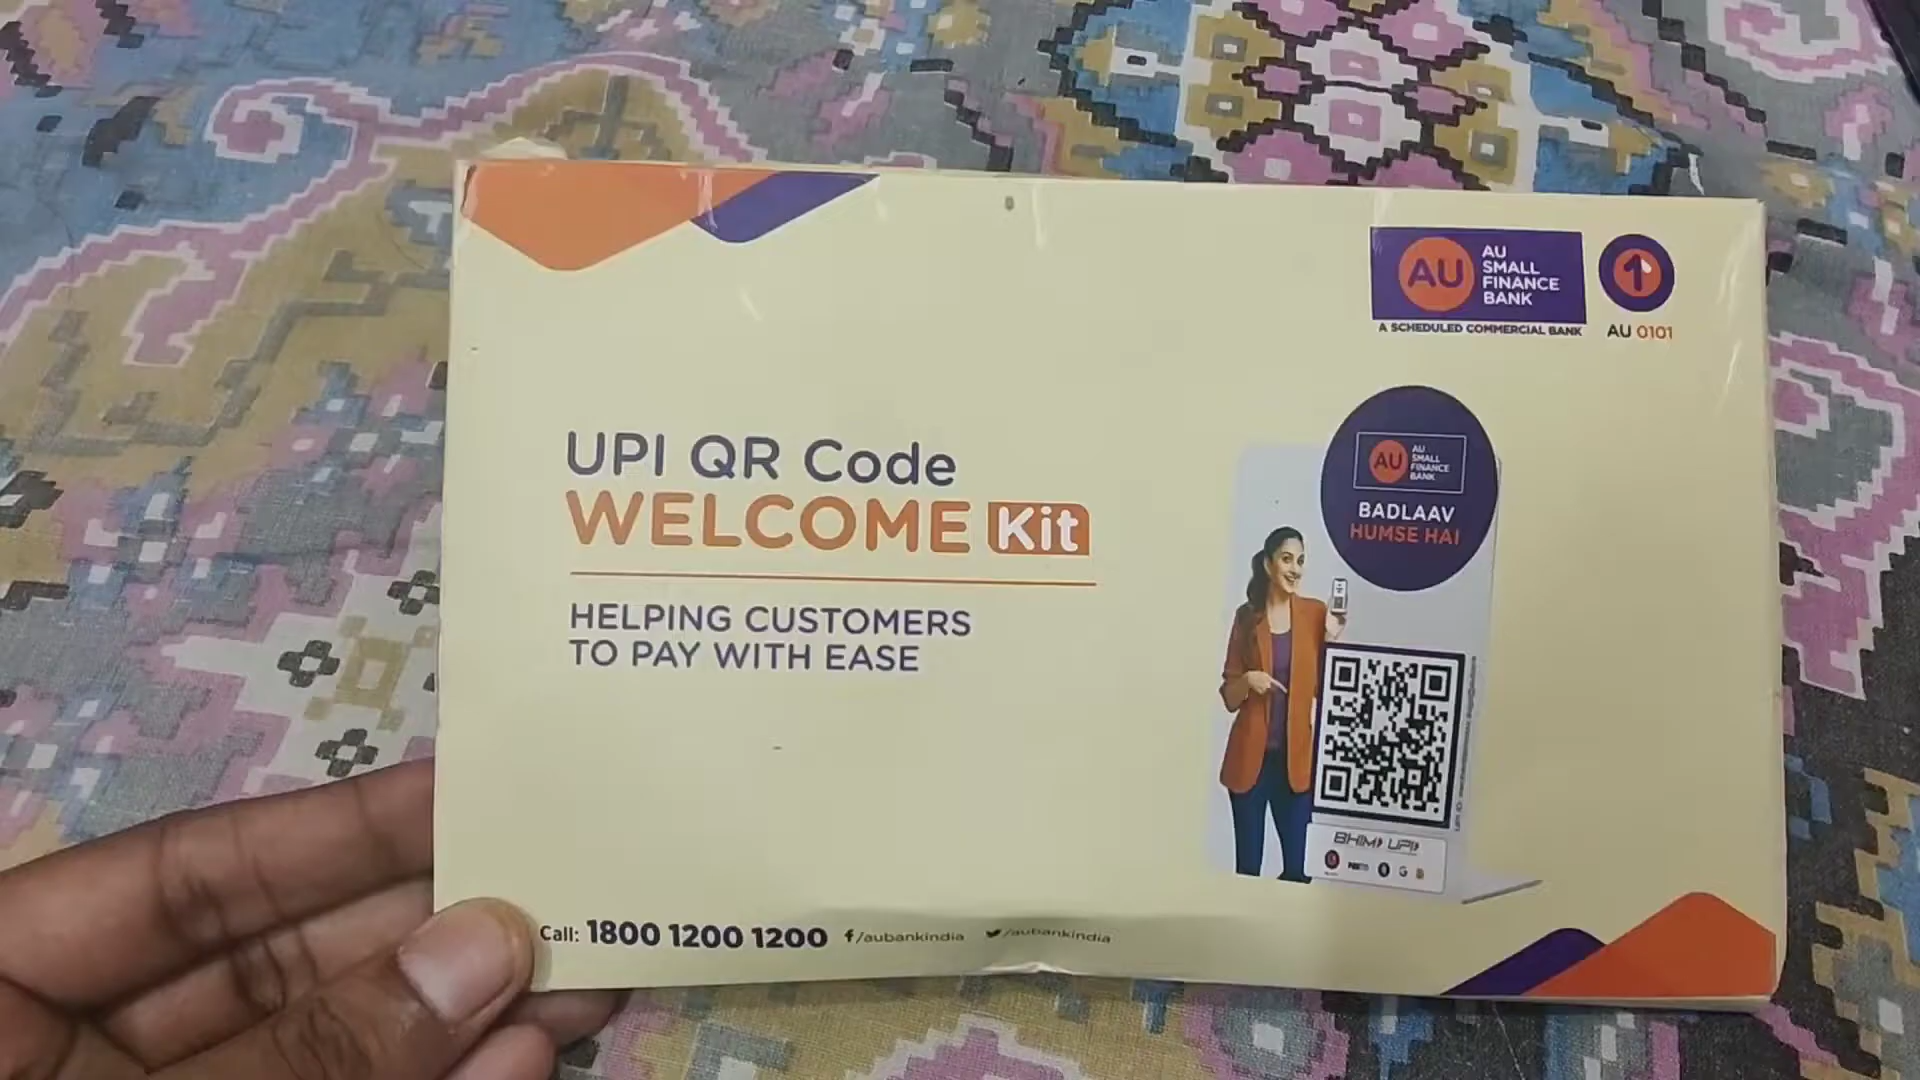 AU
AU
SMALL
FINANCE
BANK
A SCHEDULED COMMERCIAL BANK
AU 0101
UPI QR Code
WELCOME Kit
HELPING CUSTOMERS
TO PAY WITH EASE
AU
AU
SMALL
FINANCE
BANK
BADLAAV
HUMSE HAI
BHIM UPI
Call: 1800 1200 1200 f/aubankindia /aubankindia